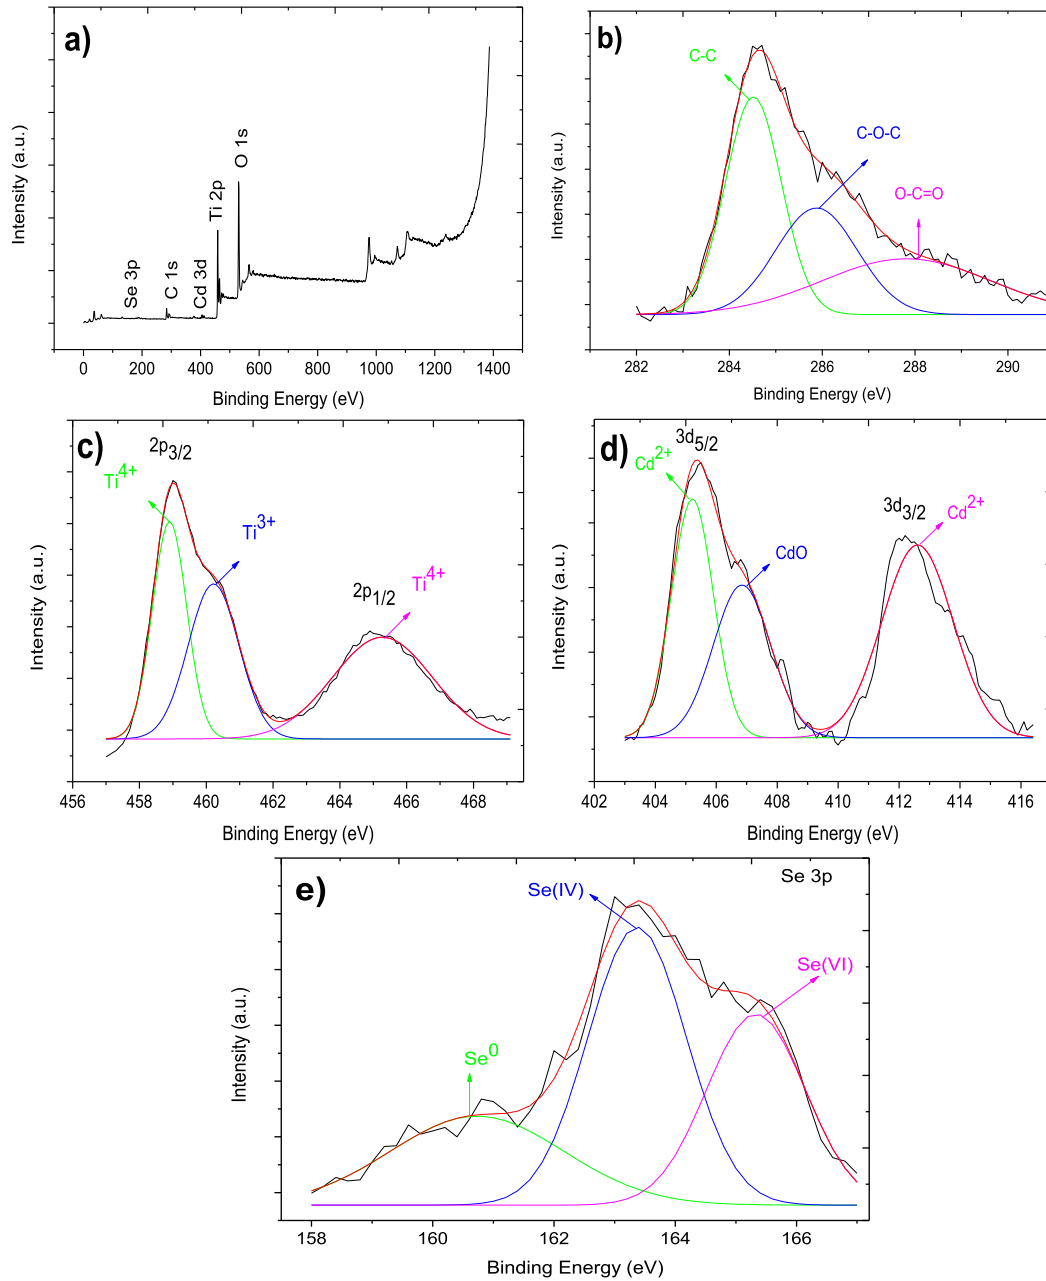 a)
Intensity (a.u.)
Se 3p
C 1s
Cd 3d
Ti 2p
O 1s
0 200 400 600 800 1000 1200 1400
Binding Energy (eV)
b)
Intensity (a.u.)
C-C
C-O-C
O-C=O
282 284 286 288 290
Binding Energy (eV)
c)
Intensity (a.u.)
2p3/2
Ti4+
Ti3+
2p1/2
Ti4+
456 458 460 462 464 466 468
Binding Energy (eV)
d)
Intensity (a.u.)
3d5/2
Cd2+
CdO
3d3/2
Cd2+
402 404 406 408 410 412 414 416
Binding Energy (eV)
e)
Se 3p
Intensity (a.u.)
Se(IV)
Se(VI)
Se0
158 160 162 164 166
Binding Energy (eV)